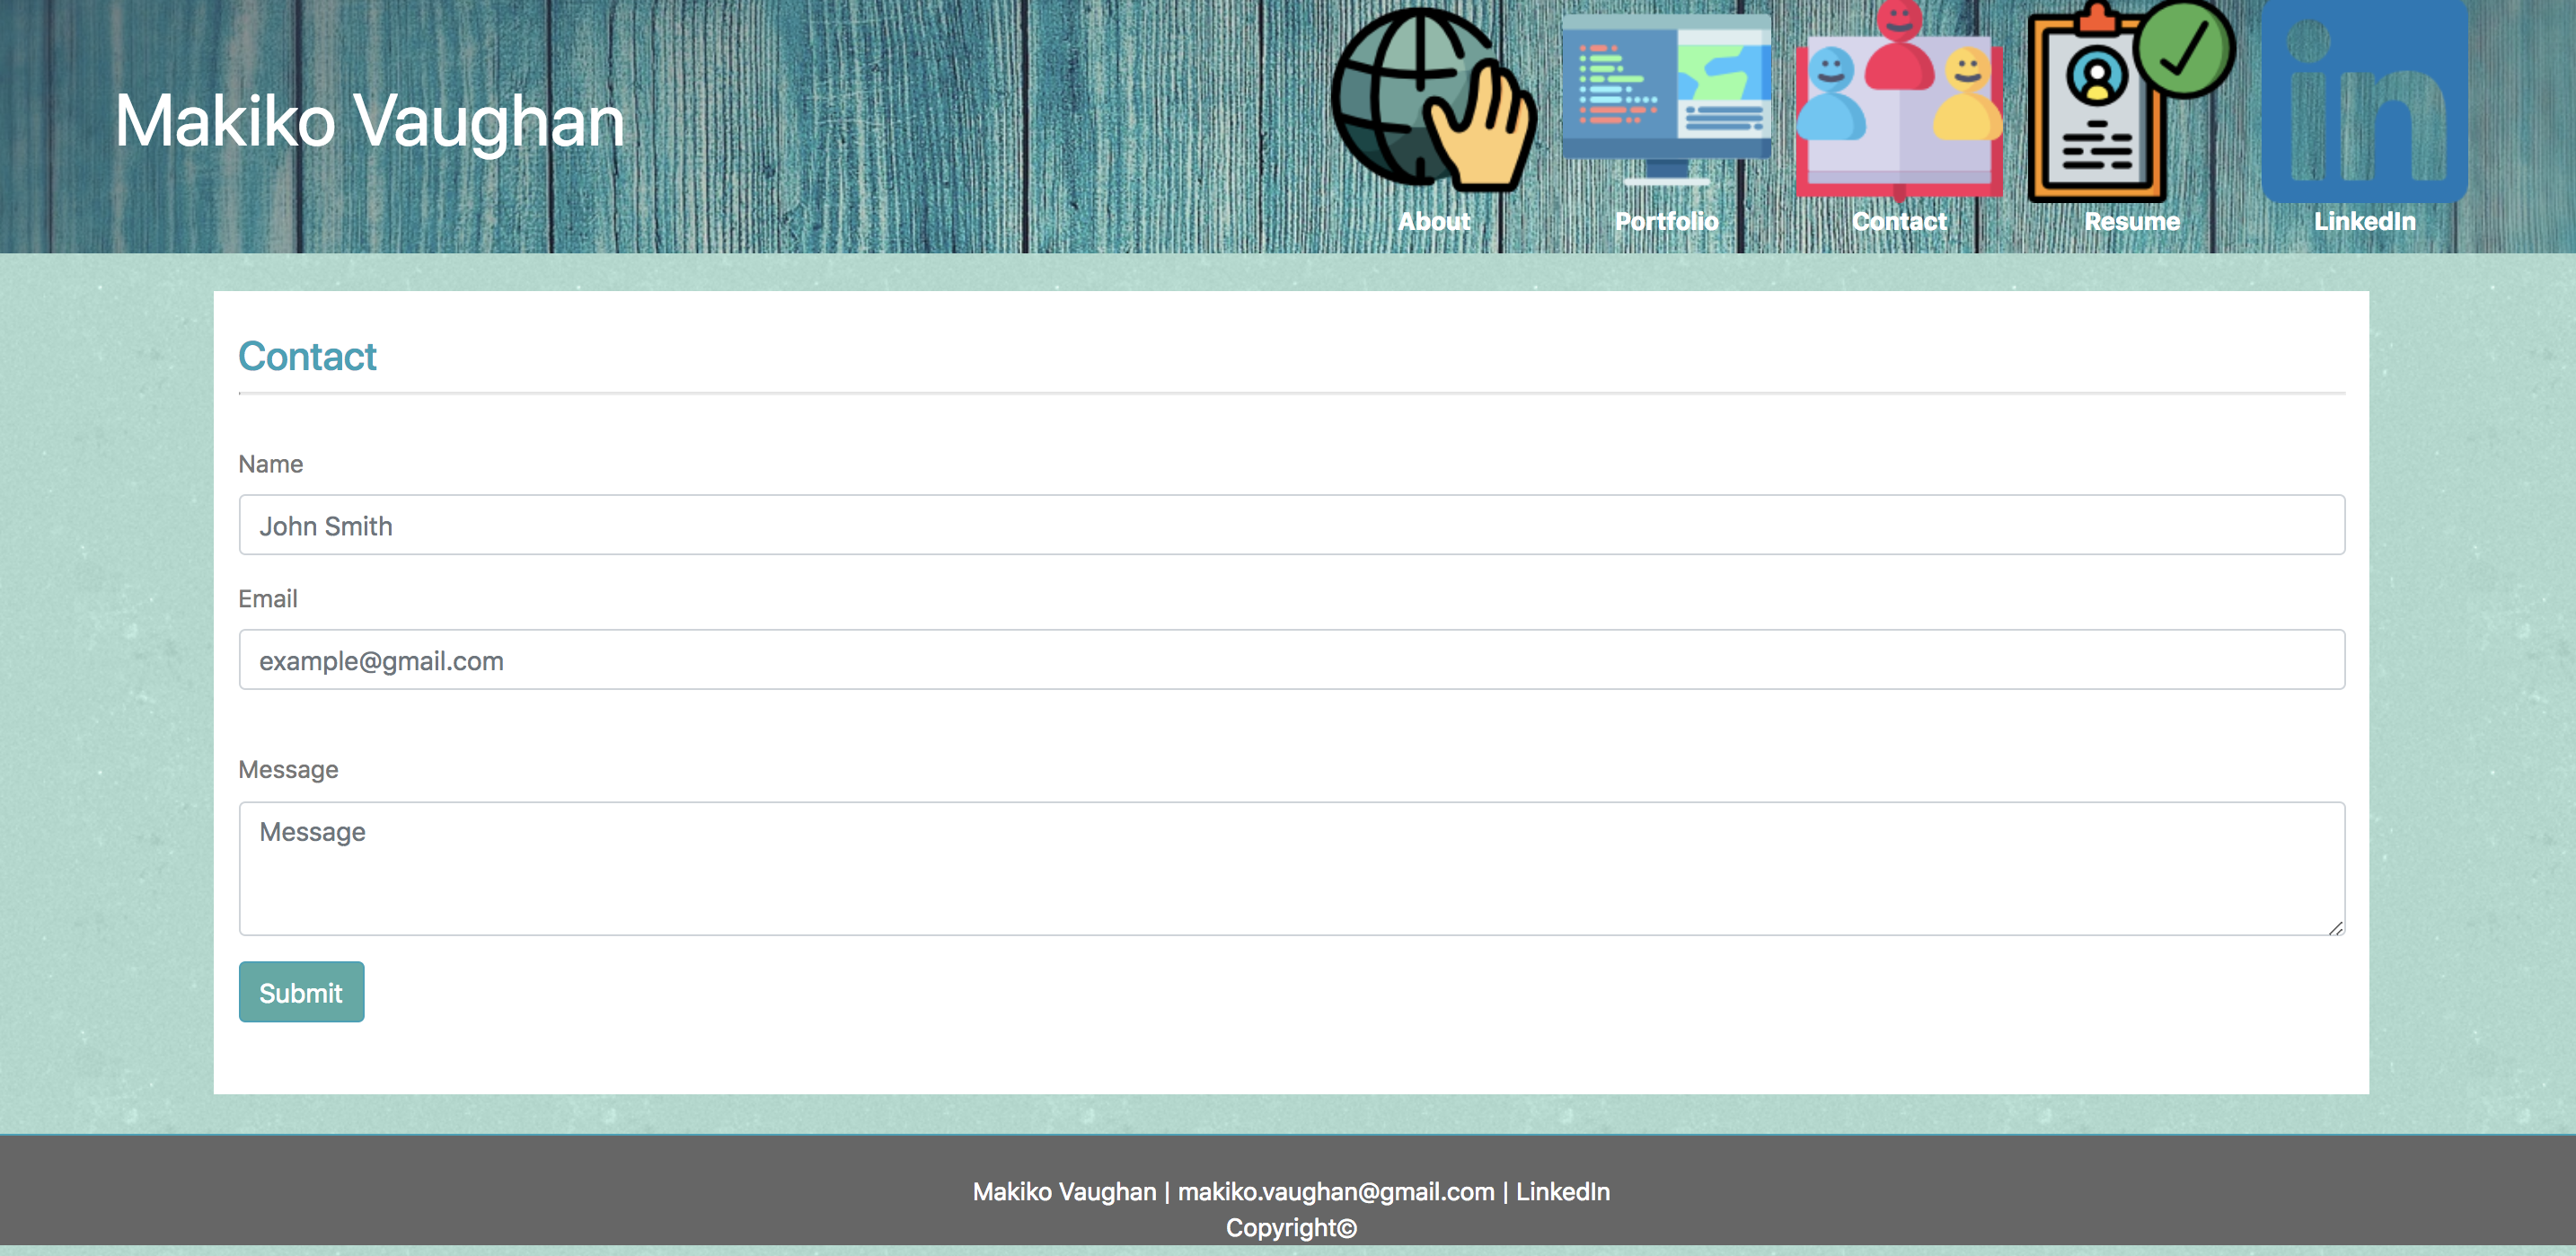 Makiko Vaughan
in
About
Portfolio
Contact
Resume
LinkedIn
Contact
Name
John Smith
Email
example@gmail.com
Message
Message
Submit
Makiko Vaughan | makiko.vaughan@gmail.com | LinkedIn
Copyright©